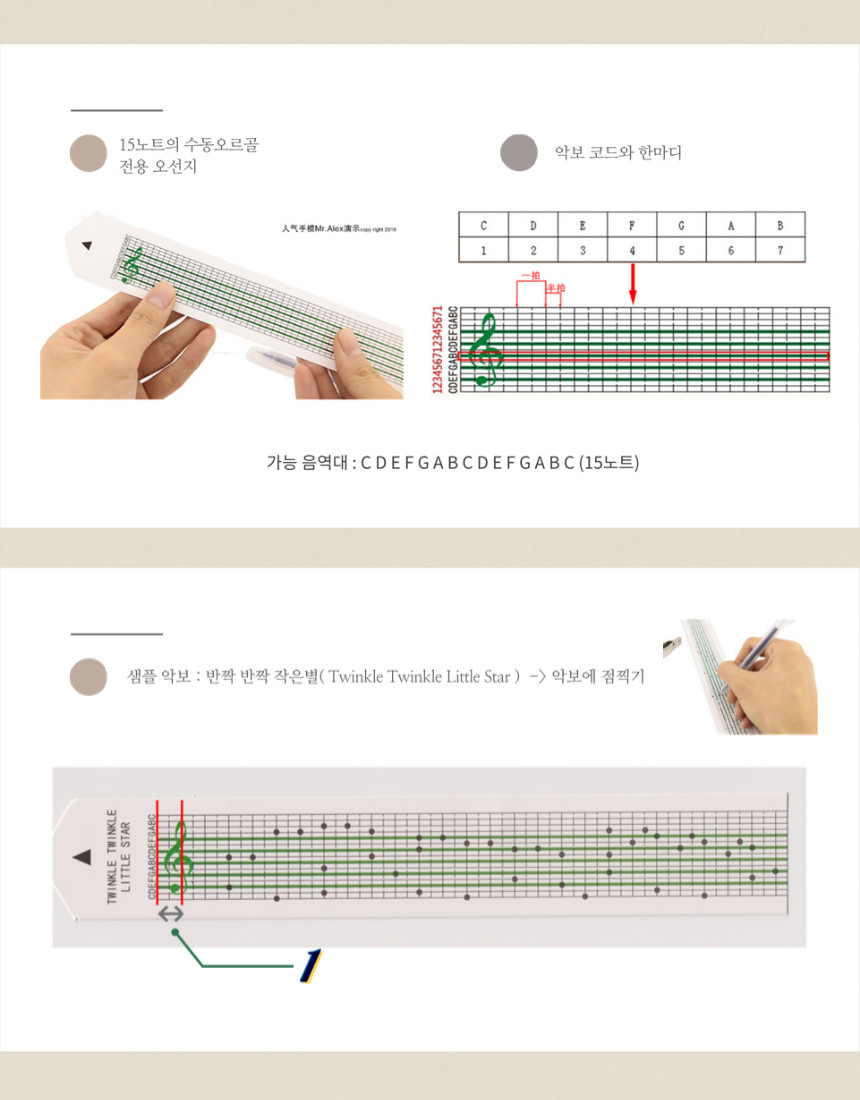 15노트의 수동오르골
전용 오선지
악보 코드와 한마디
人气手模Mr.Alex演示copy right 2016
C D E F G A B
1 2 3 4 5 6 7
一拍
半拍
123456712345671
CDEFGABCDEFGABC
가능 음역대 : C D E F G A B C D E F G A B C (15노트)
샘플 악보 : 반짝 반짝 작은별( Twinkle Twinkle Little Star ) -> 악보에 점찍기
TWINKLE TWINKLE
LITTLE STAR
CDEFGABCDEFGABC
1